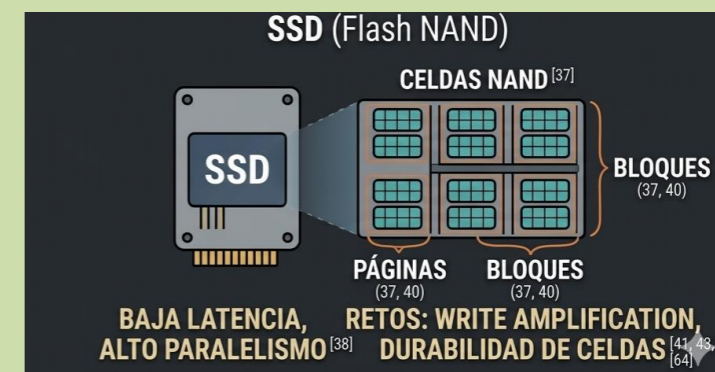 SSD (Flash NAND)
CELDAS NAND [37]
SSD
BLOQUES
(37, 40)
PÁGINAS
(37, 40)
BLOQUES
(37, 40)
BAJA LATENCIA,
ALTO PARALELISMO [38]
RETOS: WRITE AMPLIFICATION,
DURABILIDAD DE CELDAS [41, 43,
[64]